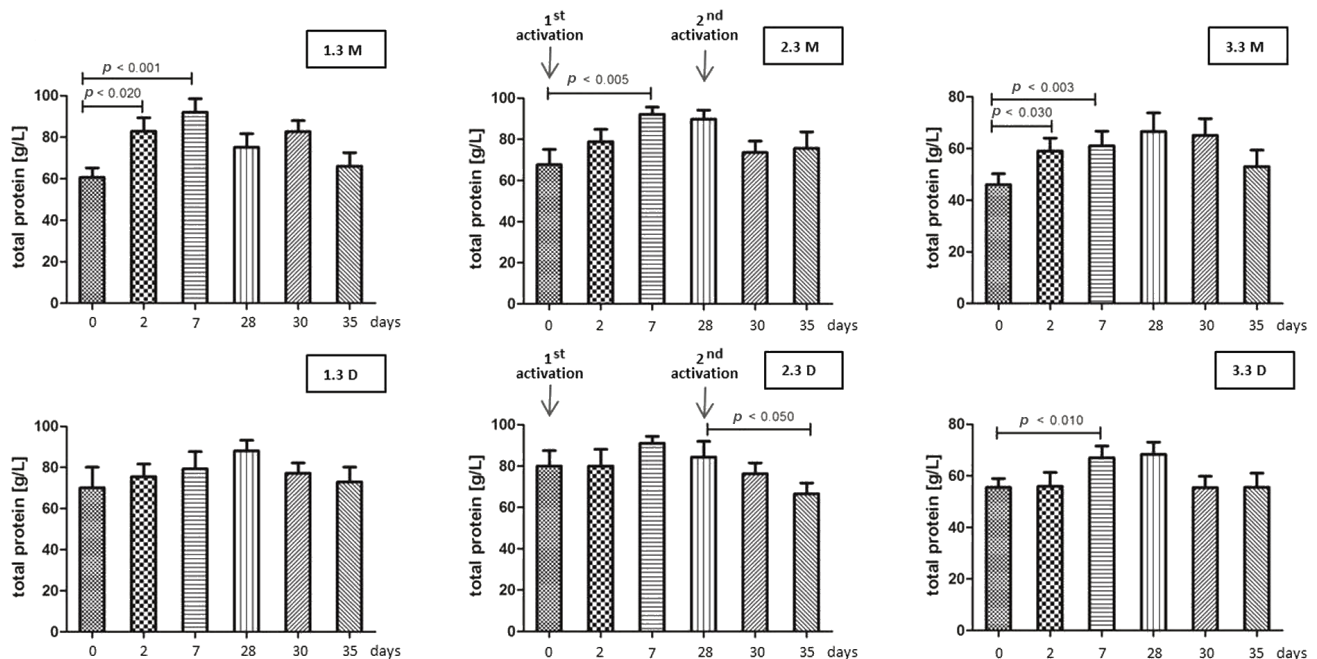 1.3 M
p < 0.001
p < 0.020
total protein [g/L]
100
80
60
40
20
0
0 2 7 28 30 35 days
1st activation
2nd activation
2.3 M
p < 0.005
total protein [g/L]
100
80
60
40
20
0
0 2 7 28 30 35 days
3.3 M
p < 0.003
p < 0.030
total protein [g/L]
80
60
40
20
0
0 2 7 28 30 35 days
1.3 D
total protein [g/L]
100
80
60
40
20
0
0 2 7 28 30 35 days
1st activation
2nd activation
2.3 D
p < 0.050
total protein [g/L]
100
80
60
40
20
0
0 2 7 28 30 35 days
3.3 D
p < 0.010
total protein [g/L]
80
60
40
20
0
0 2 7 28 30 35 days